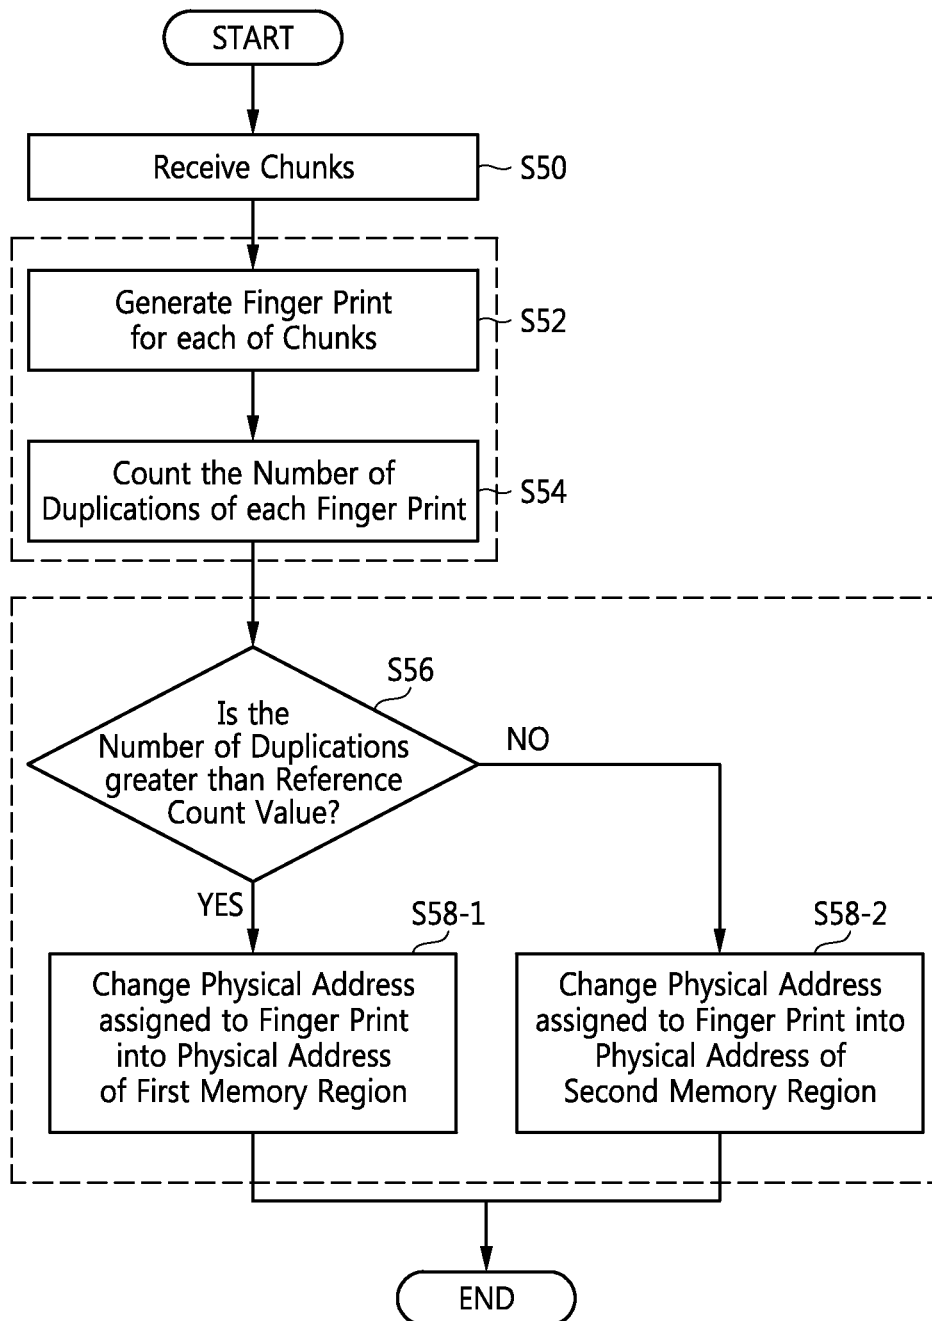 START
Receive Chunks
S50
Generate Finger Print
for each of Chunks
S52
Count the Number of
Duplications of each Finger Print
S54
S56
Is the
Number of Duplications
greater than Reference
Count Value?
NO
YES
S58-1
S58-2
Change Physical Address
assigned to Finger Print
into Physical Address
of First Memory Region
Change Physical Address
assigned to Finger Print into
Physical Address of
Second Memory Region
END